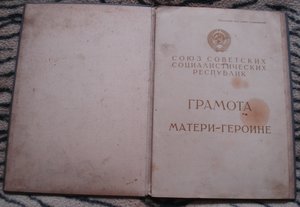 СОЮЗ СОВЕТСКИХ
СОЦИАЛИСТИЧЕСКИХ
РЕСПУБЛИК
ГРАМОТА
МАТЕРИ-ГЕРОИНЕ